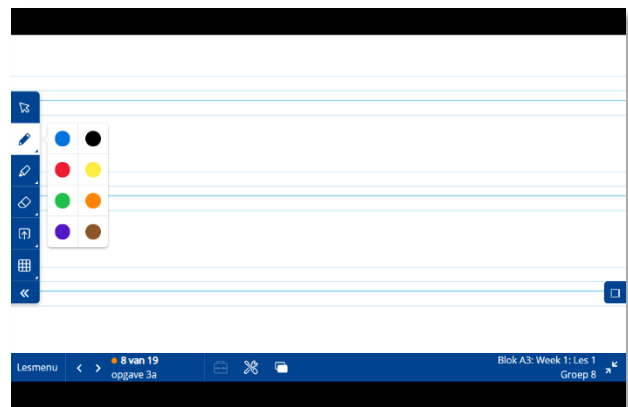 Lesmenu
8 van 19
opgave 3a
Blok A3: Week 1: Les 1
Groep 8